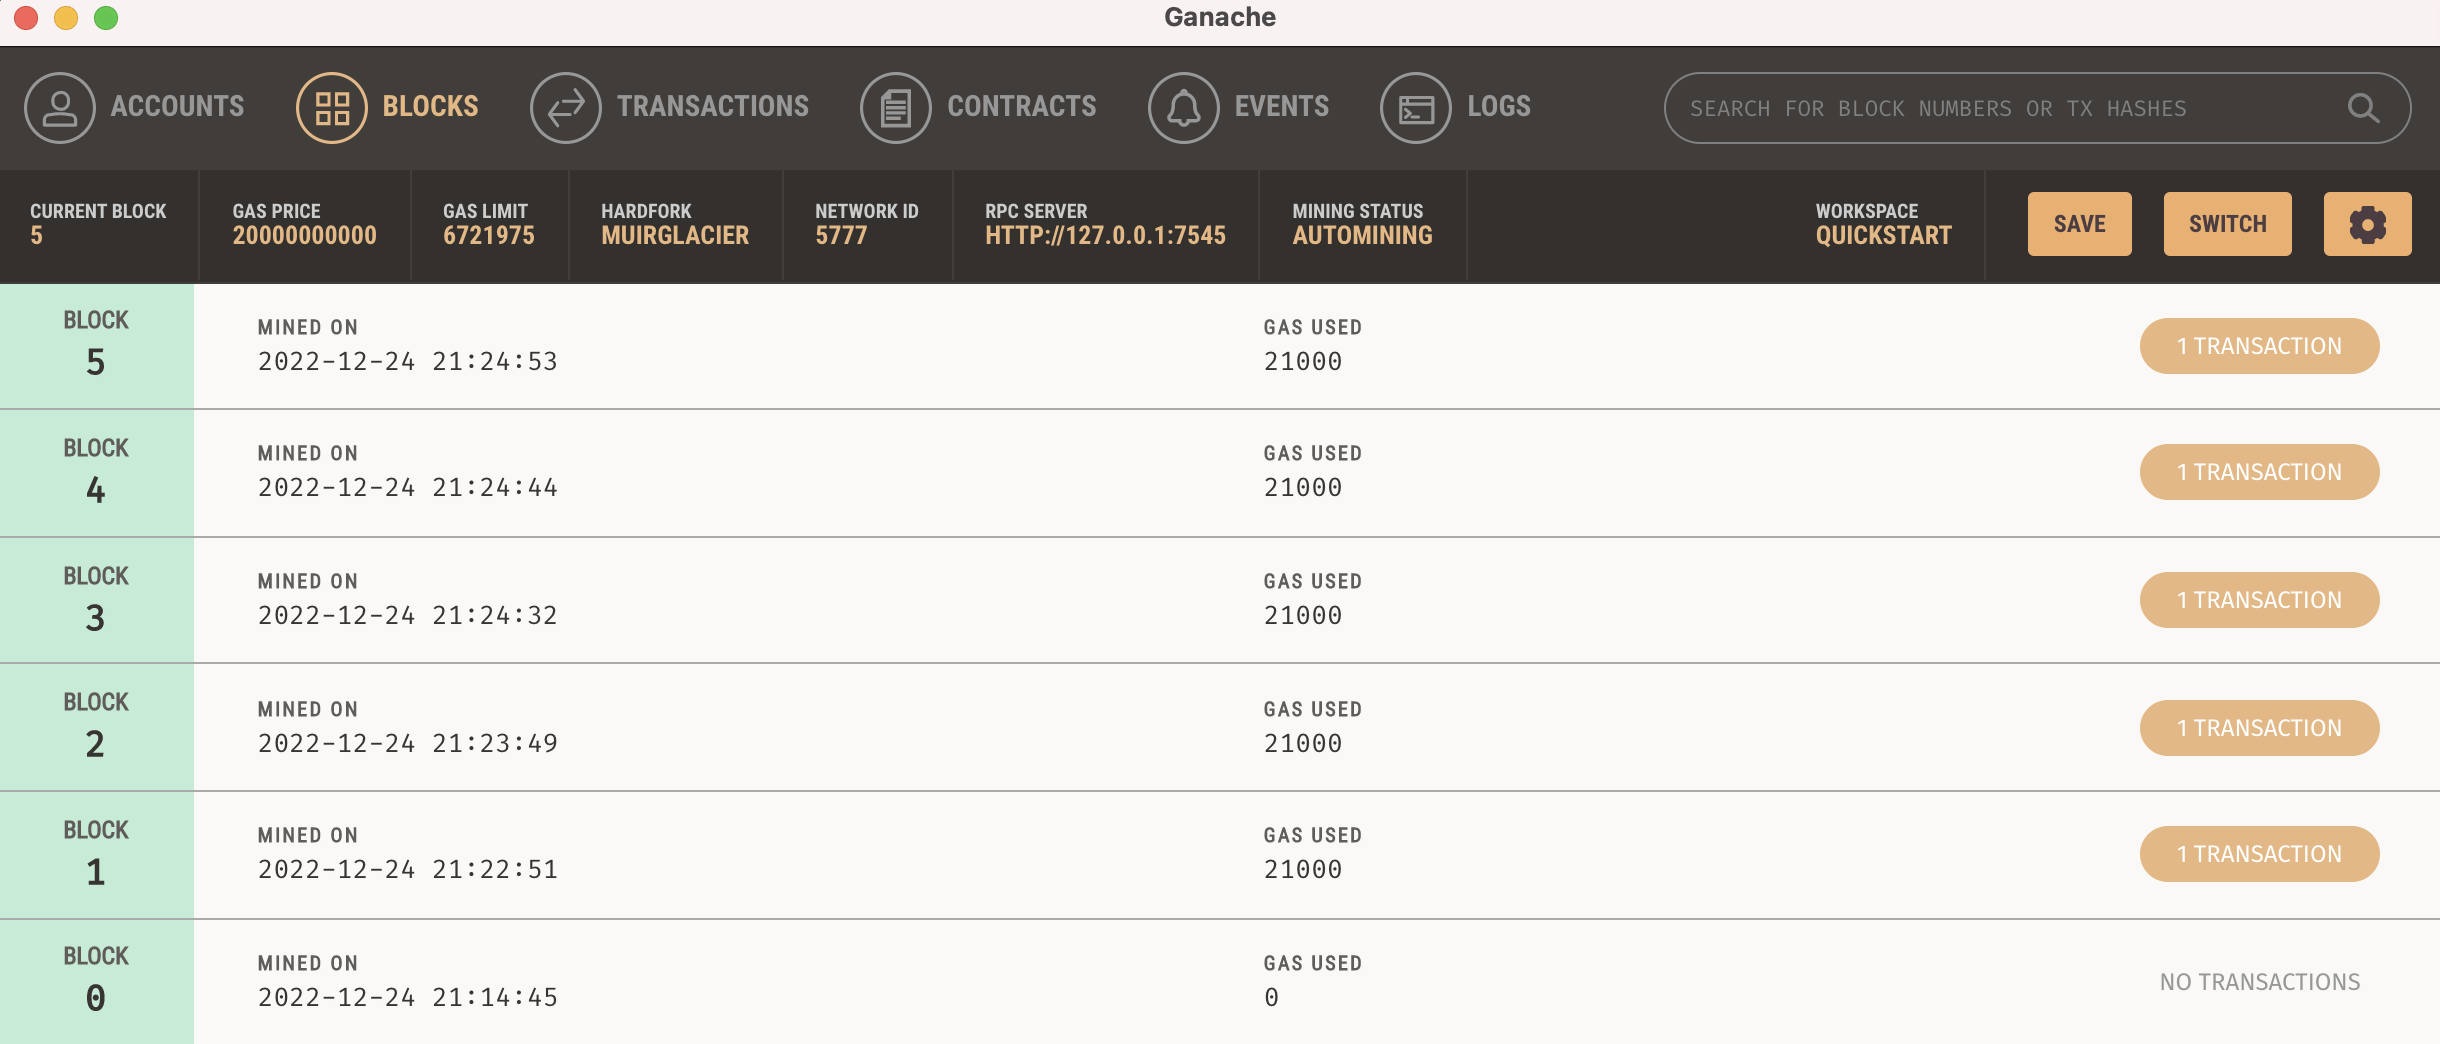 Ganache
ACCOUNTS BLOCKS TRANSACTIONS CONTRACTS EVENTS LOGS SEARCH FOR BLOCK NUMBERS OR TX HASHES
CURRENT BLOCK GAS PRICE GAS LIMIT HARDFORK NETWORK ID RPC SERVER MINING STATUS WORKSPACE
5 20000000000 6721975 MUIRGLACIER 5777 HTTP://127.0.0.1:7545 AUTOMINING QUICKSTART SAVE SWITCH
BLOCK MINED ON GAS USED
5 2022-12-24 21:24:53 21000 1 TRANSACTION
BLOCK MINED ON GAS USED
4 2022-12-24 21:24:44 21000 1 TRANSACTION
BLOCK MINED ON GAS USED
3 2022-12-24 21:24:32 21000 1 TRANSACTION
BLOCK MINED ON GAS USED
2 2022-12-24 21:23:49 21000 1 TRANSACTION
BLOCK MINED ON GAS USED
1 2022-12-24 21:22:51 21000 1 TRANSACTION
BLOCK MINED ON GAS USED
0 2022-12-24 21:14:45 0 NO TRANSACTIONS